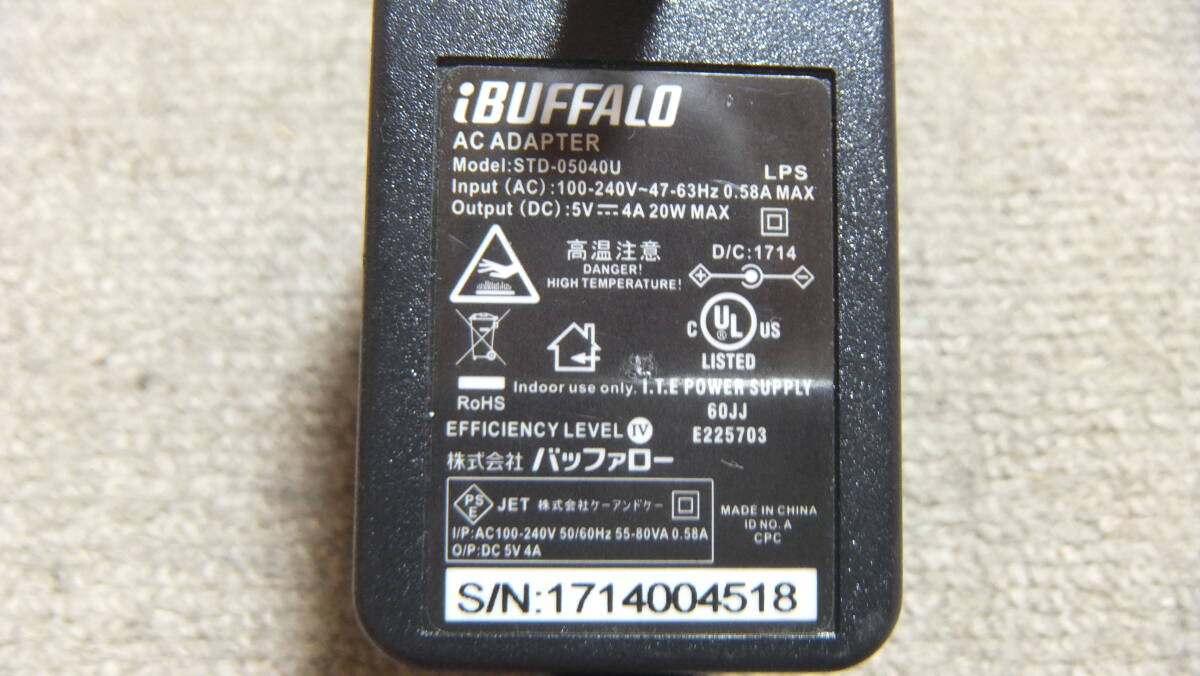 iBUFFALO
AC ADAPTER
Model:STD-05040U
LPS
Input (AC):100-240V~47-63Hz 0.58A MAX
Output (DC):5V⎓4A 20W MAX
高温注意
DANGER!
HIGH TEMPERATURE!
D/C:1714
C UL ® US
LISTED
Indoor use only. I.T.E POWER SUPPLY
RoHS
60JJ
E225703
EFFICIENCY LEVEL IV
株式会社 バッファロー
PSE JET 株式会社ケーアンドケー
I/P:AC100-240V 50/60Hz 55-80VA 0.58A
O/P:DC 5V 4A
MADE IN CHINA
ID NO. A
CPC
S/N:1714004518